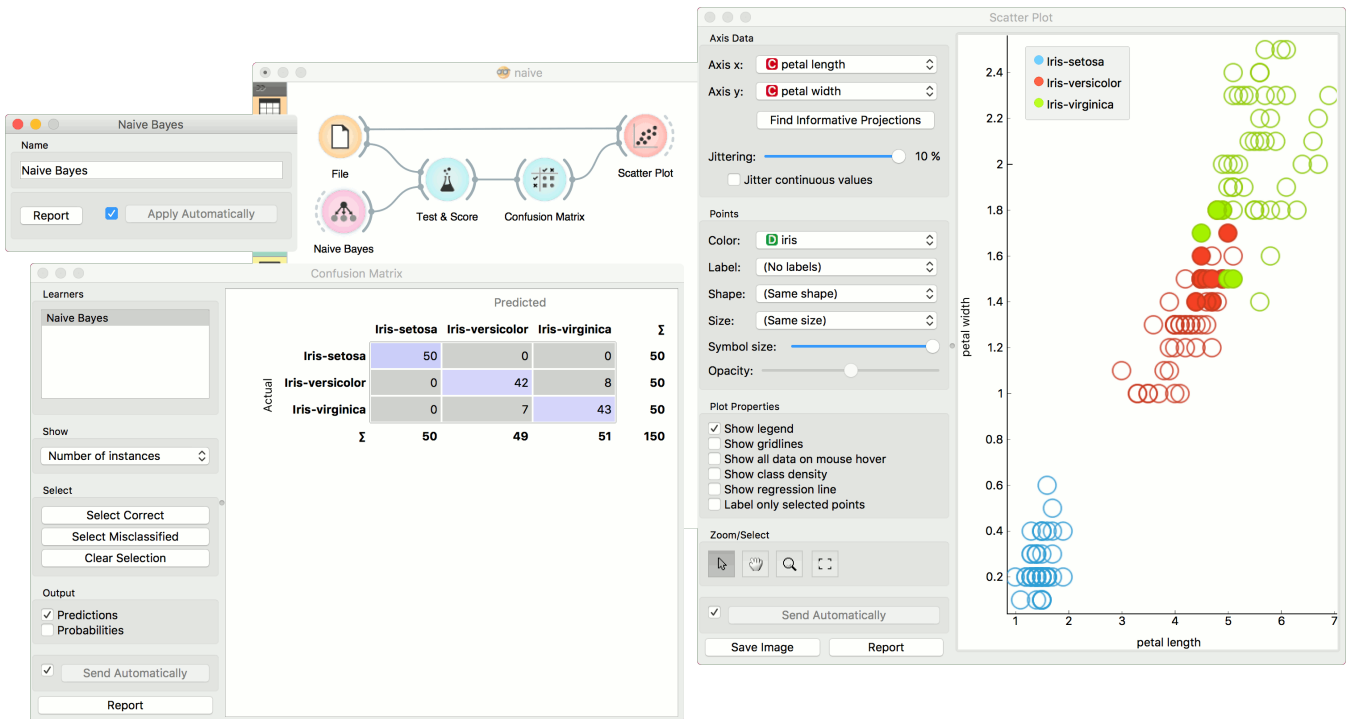 naive
File
Naive Bayes
Test & Score
Confusion Matrix
Scatter Plot
Naive Bayes
Name
Naive Bayes
Report
Apply Automatically
Confusion Matrix
Learners
Naive Bayes
Show
Number of instances
Select
Select Correct
Select Misclassified
Clear Selection
Output
Predictions
Probabilities
Send Automatically
Report
Predicted
Iris-setosa Iris-versicolor Iris-virginica Σ
Actual
Iris-setosa 50 0 0 50
Iris-versicolor 0 42 8 50
Iris-virginica 0 7 43 50
Σ 50 49 51 150
Scatter Plot
Axis Data
Axis x: C petal length
Axis y: C petal width
Find Informative Projections
Jittering: 10 %
Jitter continuous values
Points
Color: D iris
Label: (No labels)
Shape: (Same shape)
Size: (Same size)
Symbol size:
Opacity:
Plot Properties
Show legend
Show gridlines
Show all data on mouse hover
Show class density
Show regression line
Label only selected points
Zoom/Select
Send Automatically
Save Image Report
Iris-setosa
Iris-versicolor
Iris-virginica
petal width
2.4
2.2
2
1.8
1.6
1.4
1.2
1
0.8
0.6
0.4
0.2
1 2 3 4 5 6 7
petal length